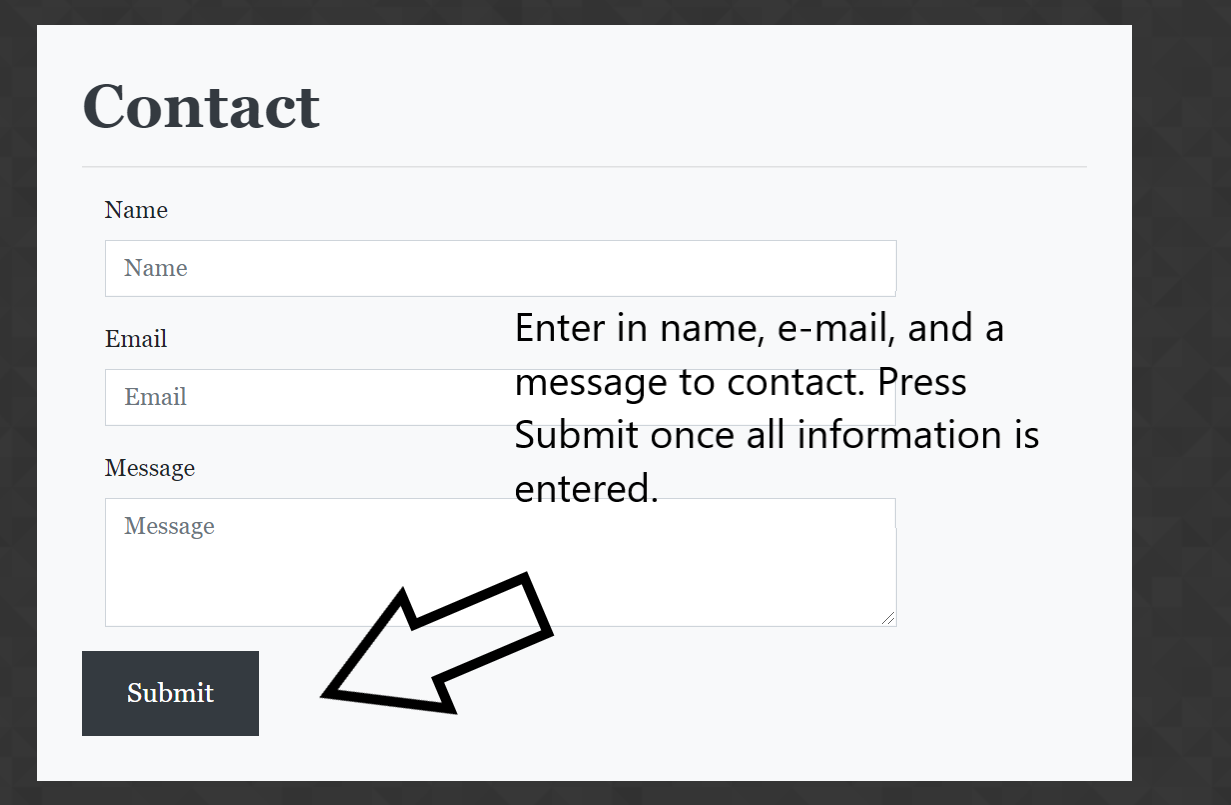 Contact
Name
Name
Email
Email
Message
Message
Enter in name, e-mail, and a
message to contact. Press
Submit once all information is
entered.
Submit